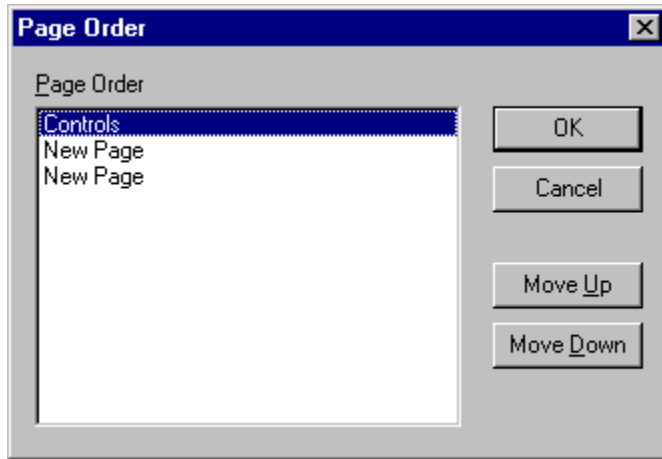 Page Order
Page Order
Controls
New Page
New Page
OK
Cancel
Move Up
Move Down